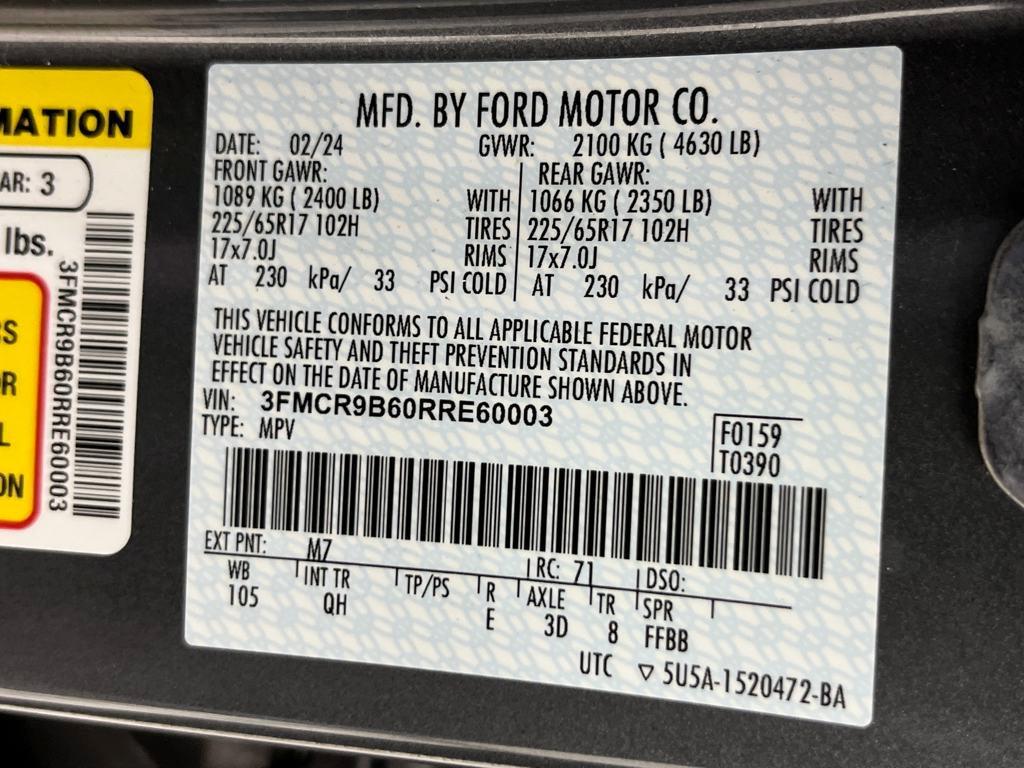 MATION
AR: 3
lbs.
3FMCR9B60RRE60003
RS
OR
L
ON
MFD. BY FORD MOTOR CO.
DATE: 02/24 GVWR: 2100 KG ( 4630 LB)
FRONT GAWR: REAR GAWR:
1089 KG ( 2400 LB) WITH 1066 KG ( 2350 LB) WITH
225/65R17 102H TIRES 225/65R17 102H TIRES
17x7.0J RIMS 17x7.0J RIMS
AT 230 kPa/ 33 PSI COLD AT 230 kPa/ 33 PSI COLD
THIS VEHICLE CONFORMS TO ALL APPLICABLE FEDERAL MOTOR
VEHICLE SAFETY AND THEFT PREVENTION STANDARDS IN
EFFECT ON THE DATE OF MANUFACTURE SHOWN ABOVE.
VIN: 3FMCR9B60RRE60003
TYPE: MPV
F0159
T0390
EXT PNT: M7 RC: 71 DSO:
WB INT TR TP/PS R AXLE TR SPR
105 QH E 3D 8 FFBB
UTC ▽ 5U5A-1520472-BA